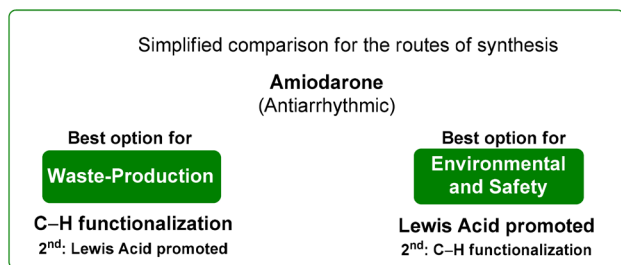 Simplified comparison for the routes of synthesis
Amiodarone
(Antiarrhythmic)
Best option for
Waste-Production
C–H functionalization
2nd: Lewis Acid promoted
Best option for
Environmental
and Safety
Lewis Acid promoted
2nd: C–H functionalization